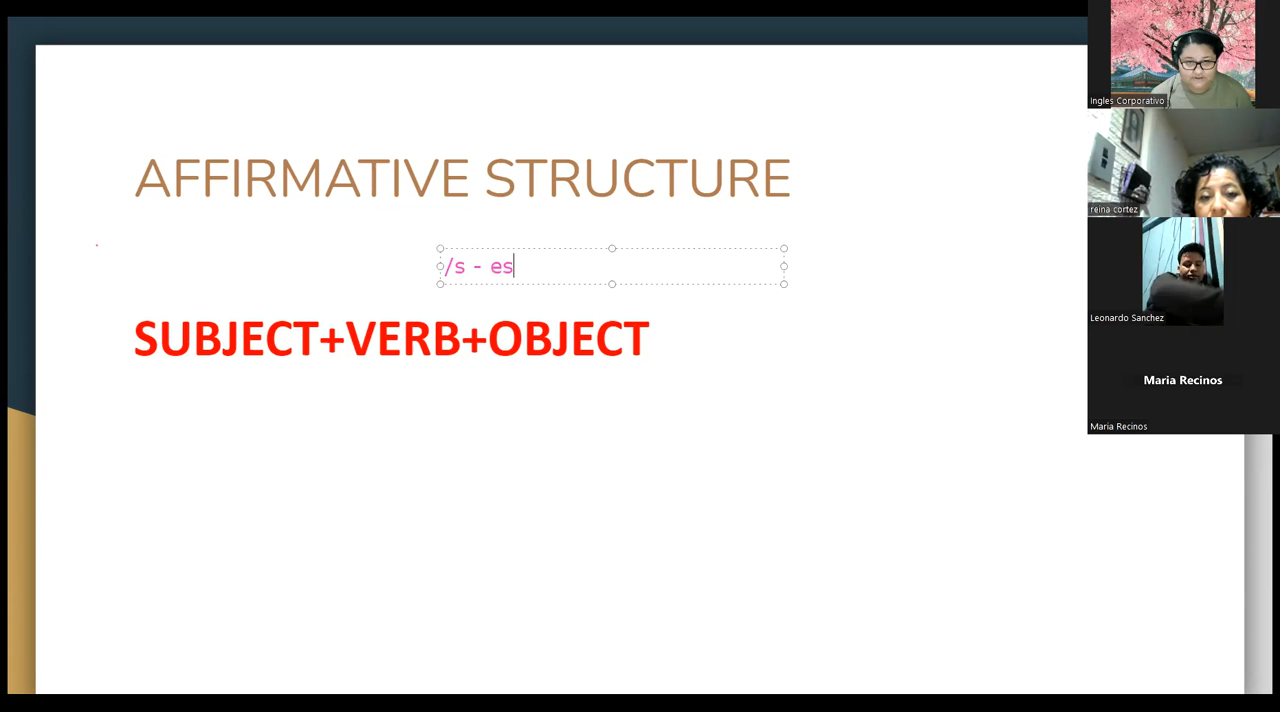 AFFIRMATIVE STRUCTURE
/s - es
SUBJECT+VERB+OBJECT
Ingles Corporativo
reina cortez
Leonardo Sanchez
Maria Recinos
Maria Recinos